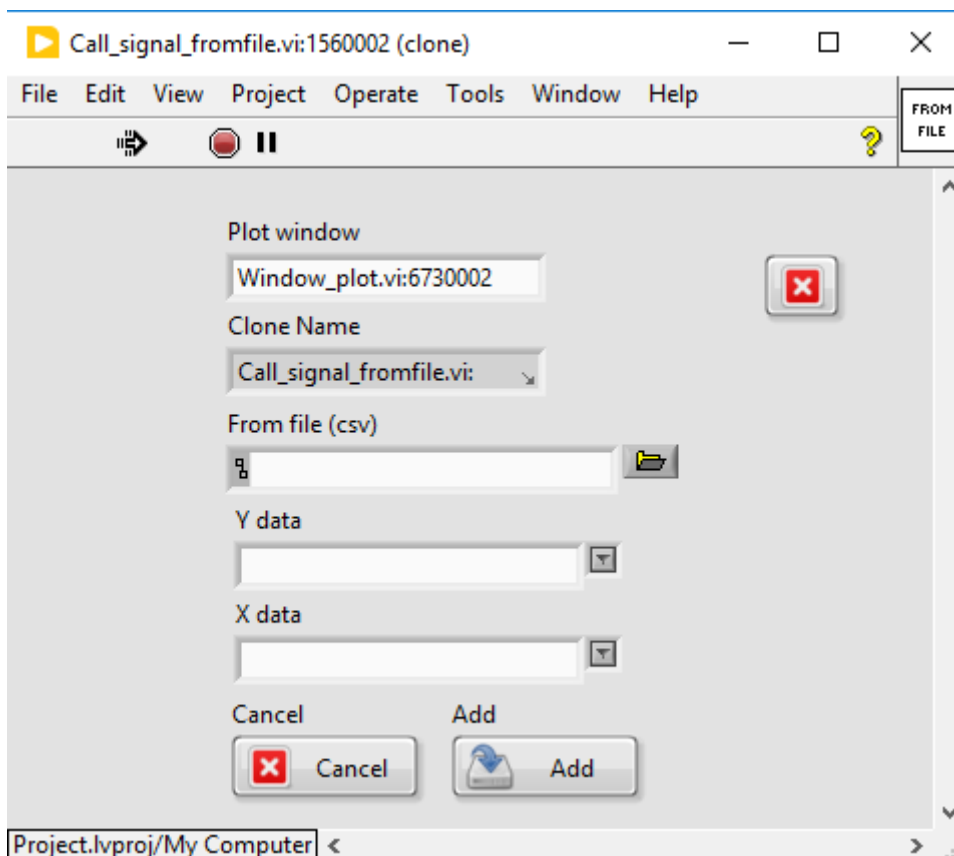 Call_signal_fromfile.vi:1560002 (clone)
File Edit View Project Operate Tools Window Help
FROM
FILE
Plot window
Window_plot.vi:6730002
Clone Name
Call_signal_fromfile.vi:
From file (csv)
Y data
X data
Cancel Add
Cancel Add
Project.lvproj/My Computer